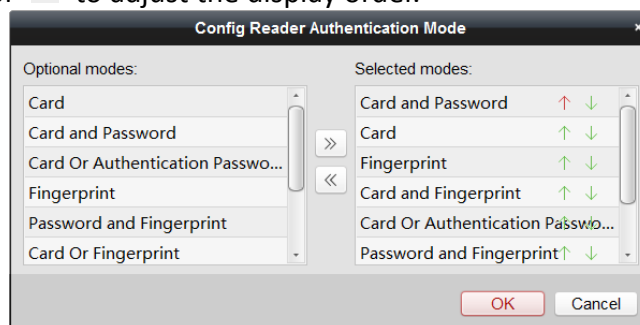 to adjust the display order.
Config Reader Authentication Mode
Optional modes:
Card
Card and Password
Card Or Authentication Passwo...
Fingerprint
Password and Fingerprint
Card Or Fingerprint
Selected modes:
Card and Password
Card
Fingerprint
Card and Fingerprint
Card Or Authentication Passwo...
Password and Fingerprint
OK
Cancel